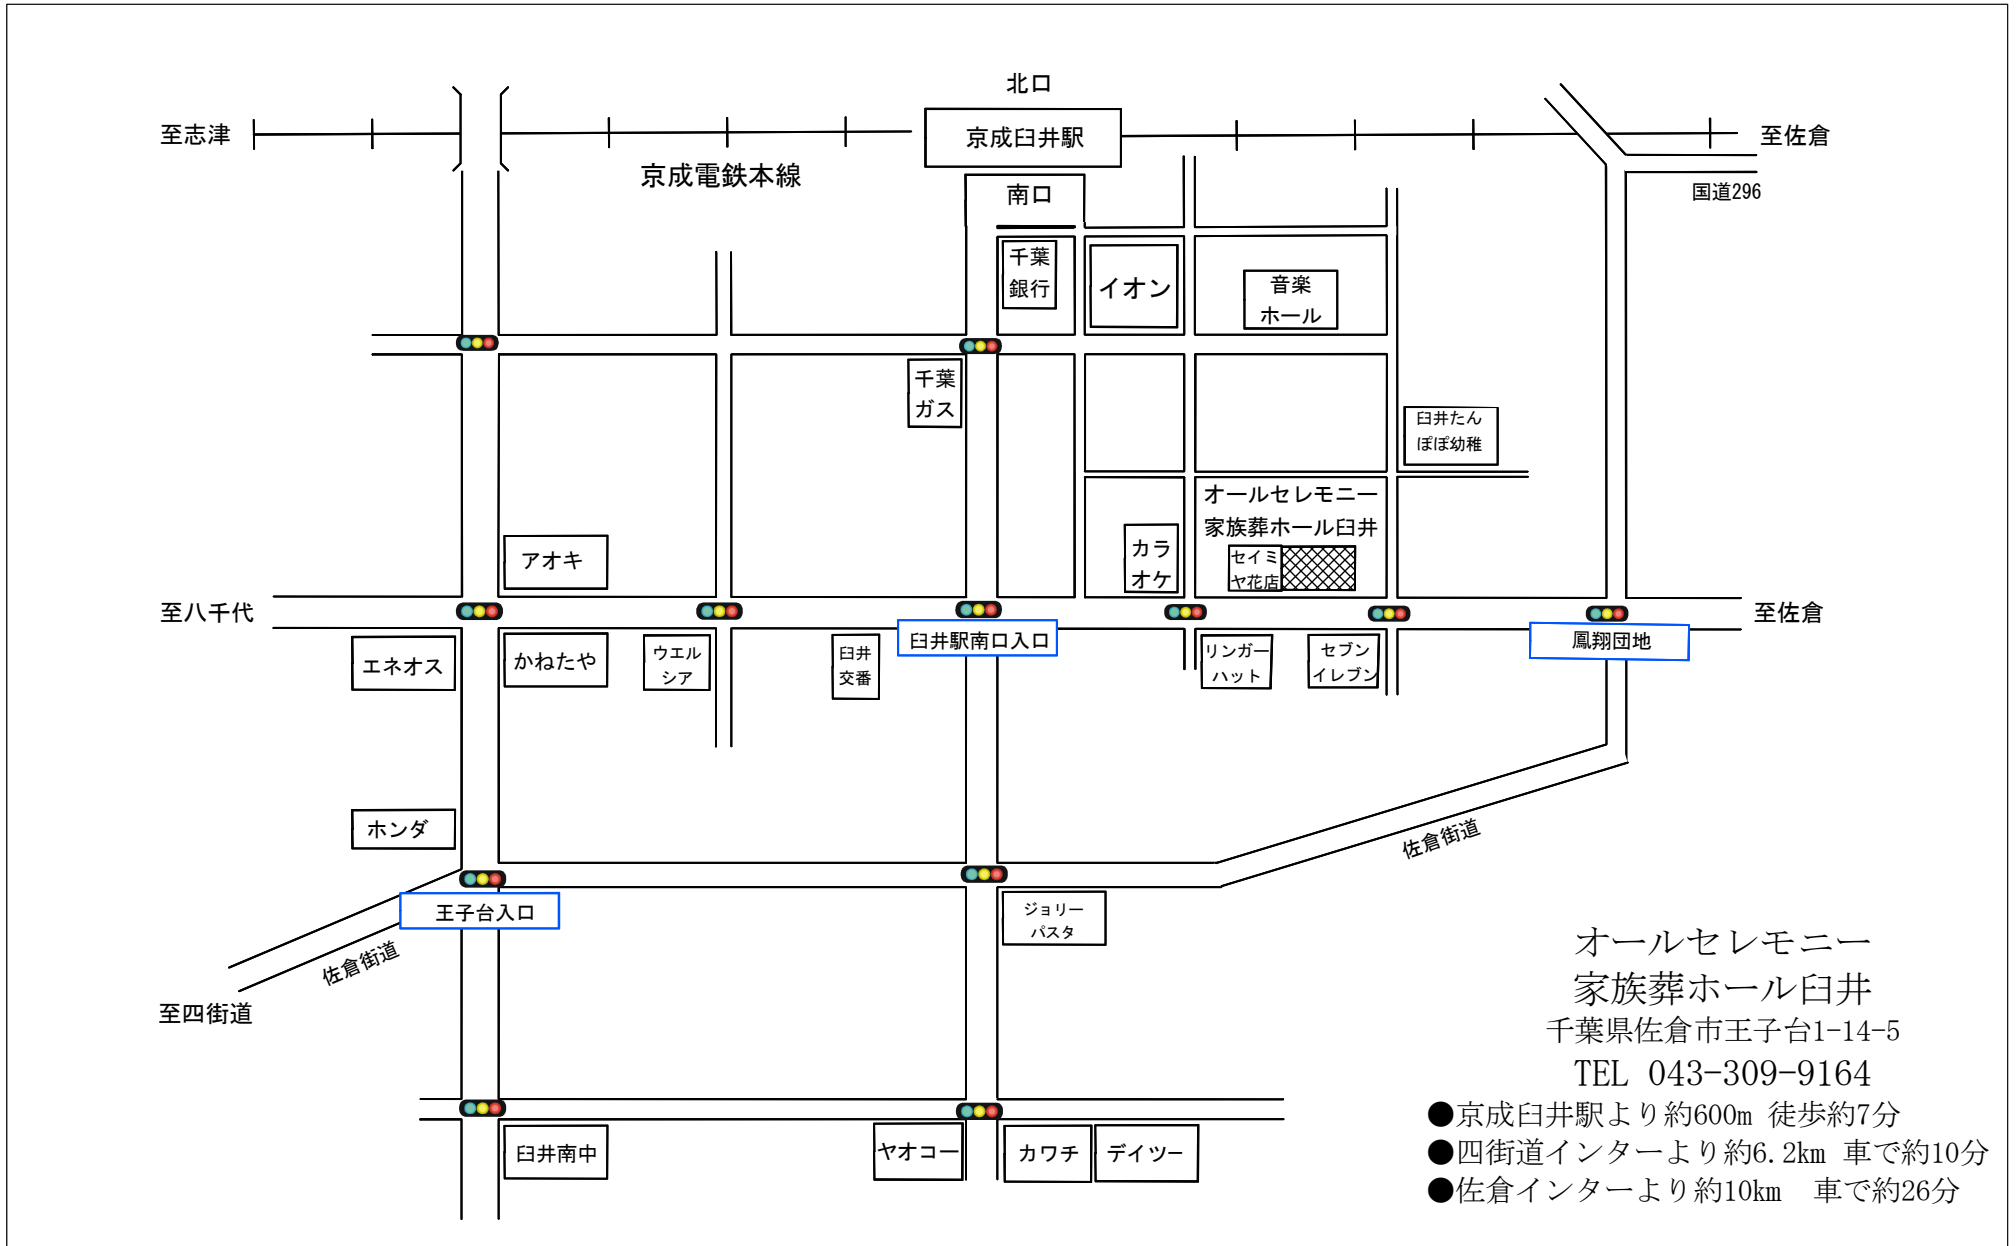 北口
至志津
京成臼井駅
至佐倉
京成電鉄本線
南口
国道296
千葉
銀行
イオン
音楽
ホール
千葉
ガス
臼井たん
ぽぽ幼稚
オールセレモニー
家族葬ホール臼井
アオキ
カラ
オケ
セイミ
ヤ花店
至八千代
至佐倉
エネオス
かねたや
ウエル
シア
臼井
交番
臼井駅南口入口
リンガー
ハット
セブン
イレブン
鳳翔団地
ホンダ
佐倉街道
王子台入口
ジョリー
パスタ
佐倉街道
至四街道
臼井南中
ヤオコー
カワチ
デイツー
オールセレモニー
家族葬ホール臼井
千葉県佐倉市王子台1-14-5
TEL 043-309-9164
●京成臼井駅より約600m 徒歩約7分
●四街道インターより約6.2km 車で約10分
●佐倉インターより約10km　車で約26分